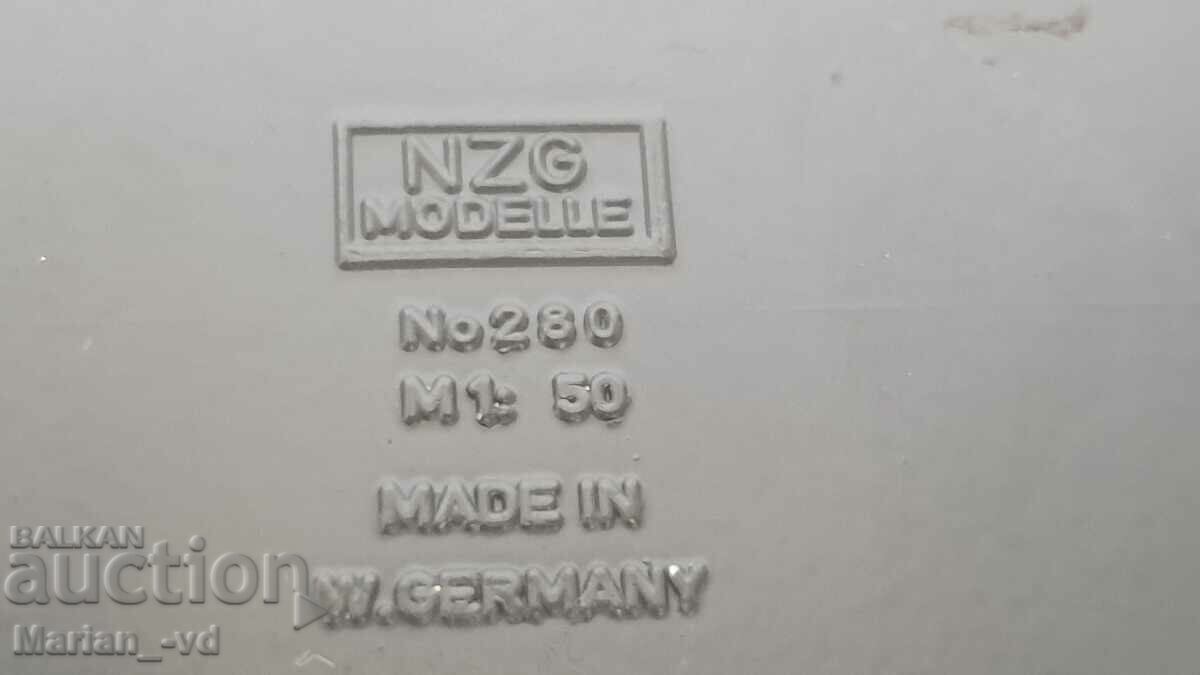 NZG
MODELLE
No 280
M 1: 50
MADE IN
W. GERMANY
BALKAN
auction
Marian_-vd